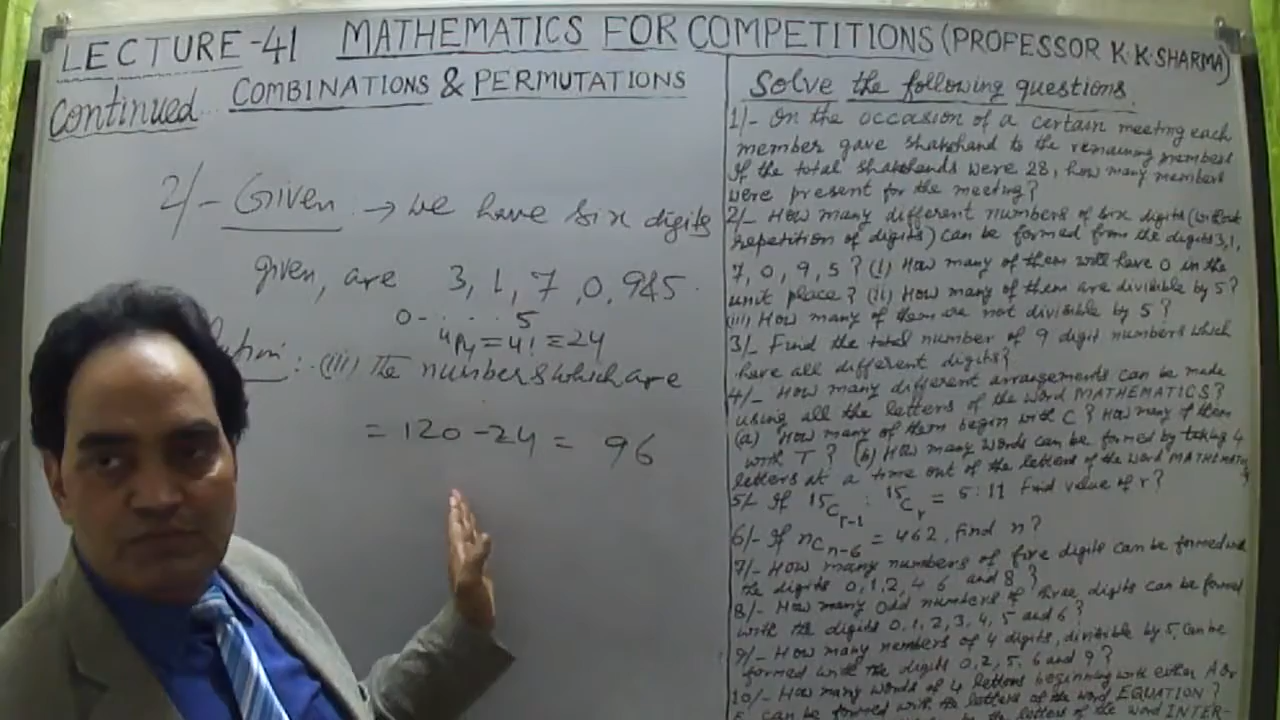 LECTURE-41 MATHEMATICS FOR COMPETITIONS (PROFESSOR K.K.SHARMA)
Continued... COMBINATIONS & PERMUTATIONS
2/- Given → we have six digits
given, are 3, 1, 7, 0, 9 & 5.
0 - . . . . 5
⁴P₄ = 4! = 24
ution: (iii) The numbers which are
= 120 - 24 = 96
Solve the following questions.
1/- On the occasion of a certain meeting each
member gave shakehand to the remaining members
If the total shakehands were 28, how many members
were present for the meeting?
2/- How many different numbers of six digits (without
repetition of digits) can be formed from the digits 3, 1,
7, 0, 9, 5? (i) How many of them will have 0 in the
unit place? (ii) How many of them are divisible by 5?
(iii) How many of them are not divisible by 5?
3/- Find the total number of 9 digit numbers which
have all different digits?
4/- How many different arrangements can be made
using all the letters of the word MATHEMATICS?
(a) How many of them begin with C? How many of them
with T? (b) How many words can be formed by taking 4
letters at a time out of the letters of the word
5/- If ¹⁵C_{r-1} : ¹⁵C_r = 5:11 Find value of r?
6/- If nC_{n-6} = 462, Find n?
7/- How many numbers of five digits can be formed with
the digits 0, 1, 2, 4 6 and 8?
8/- How many odd numbers of three digits can be formed
with the digits 0, 1, 2, 3, 4, 5 and 6?
9/- How many numbers of 4 digits, divisible by 5, can be
formed with the digits 0, 2, 5, 6 and 9?
10/- How many words of 4 letters beginning with either A or
E can be formed with the letters of the word EQUATION?
the letters of the word INTER-